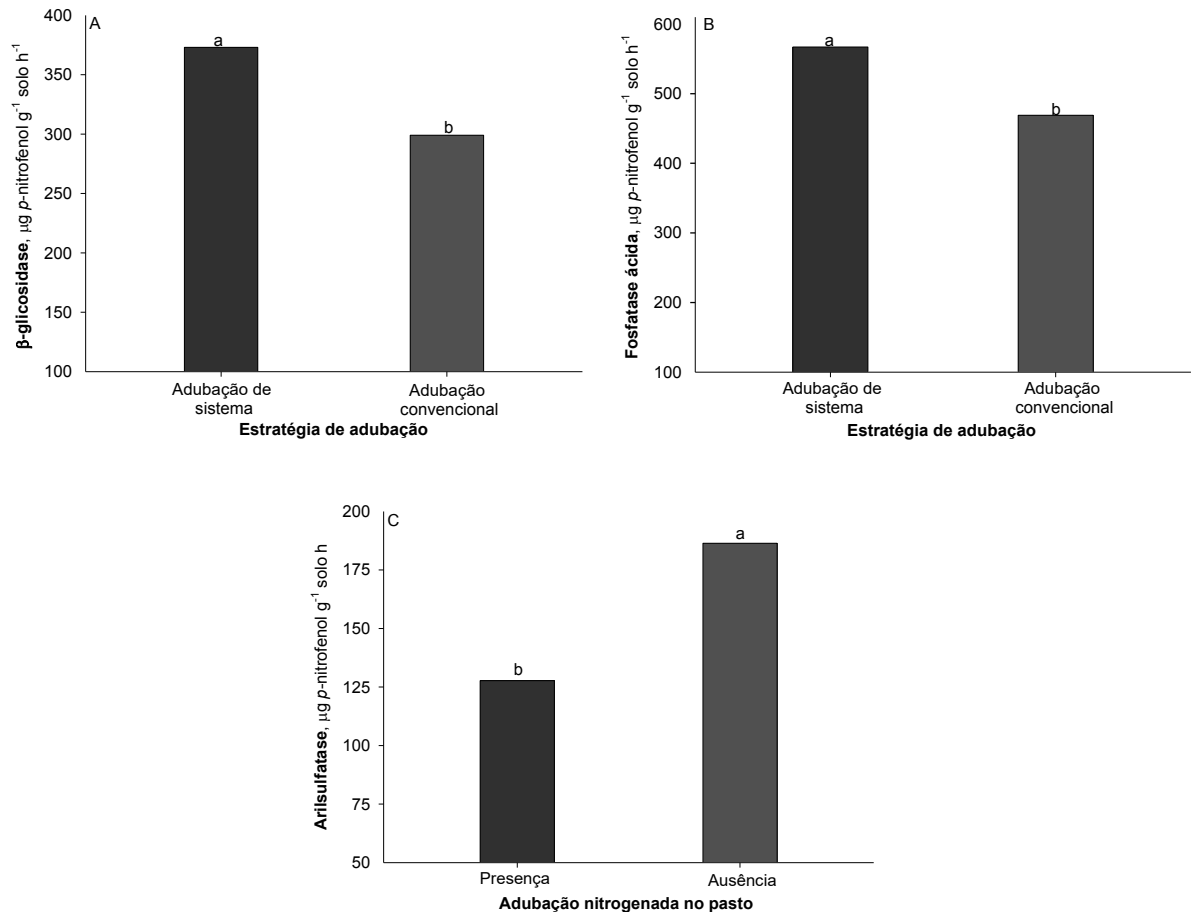 A
400
350
300
250
200
150
100
β-glicosidase, µg p-nitrofenol g⁻¹ solo h⁻¹
a
b
Adubação de
sistema
Adubação
convencional
Estratégia de adubação
B
600
500
400
300
200
100
Fosfatase ácida, µg p-nitrofenol g⁻¹ solo h⁻¹
a
b
Adubação de
sistema
Adubação
convencional
Estratégia de adubação
C
200
175
150
125
100
75
50
Arilsulfatase, µg p-nitrofenol g⁻¹ solo h
b
a
Presença
Ausência
Adubação nitrogenada no pasto